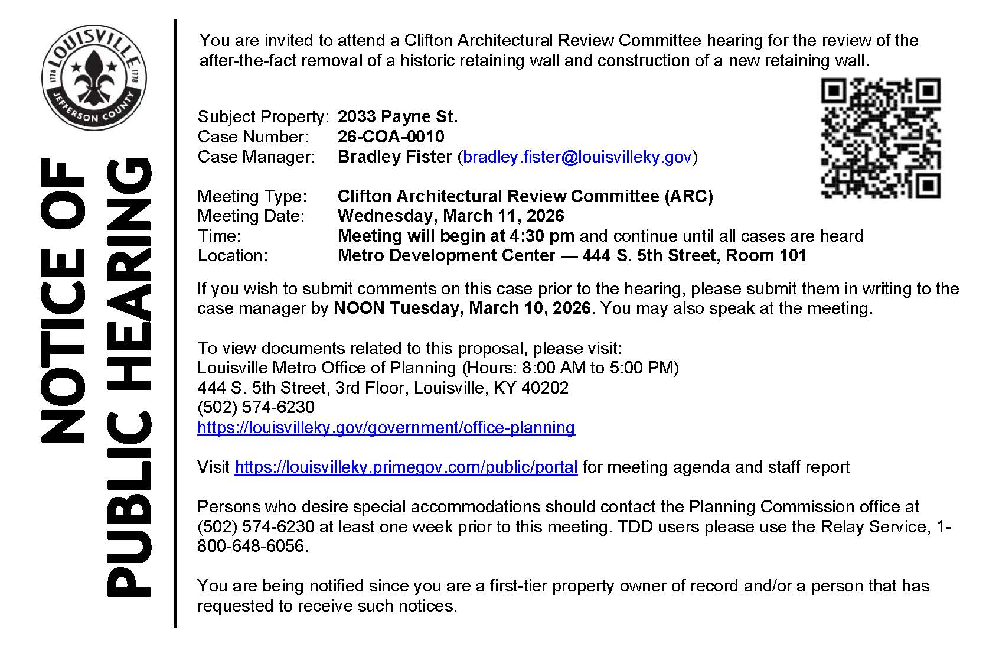 LOUISVILLE
1778 1778
JEFFERSON COUNTY
NOTICE OF
PUBLIC HEARING
You are invited to attend a Clifton Architectural Review Committee hearing for the review of the
after-the-fact removal of a historic retaining wall and construction of a new retaining wall.
Subject Property: 2033 Payne St.
Case Number: 26-COA-0010
Case Manager: Bradley Fister (bradley.fister@louisvilleky.gov)
Meeting Type: Clifton Architectural Review Committee (ARC)
Meeting Date: Wednesday, March 11, 2026
Time: Meeting will begin at 4:30 pm and continue until all cases are heard
Location: Metro Development Center — 444 S. 5th Street, Room 101
If you wish to submit comments on this case prior to the hearing, please submit them in writing to the
case manager by NOON Tuesday, March 10, 2026. You may also speak at the meeting.
To view documents related to this proposal, please visit:
Louisville Metro Office of Planning (Hours: 8:00 AM to 5:00 PM)
444 S. 5th Street, 3rd Floor, Louisville, KY 40202
(502) 574-6230
https://louisvilleky.gov/government/office-planning
Visit https://louisvilleky.primegov.com/public/portal for meeting agenda and staff report
Persons who desire special accommodations should contact the Planning Commission office at
(502) 574-6230 at least one week prior to this meeting. TDD users please use the Relay Service, 1-
800-648-6056.
You are being notified since you are a first-tier property owner of record and/or a person that has
requested to receive such notices.